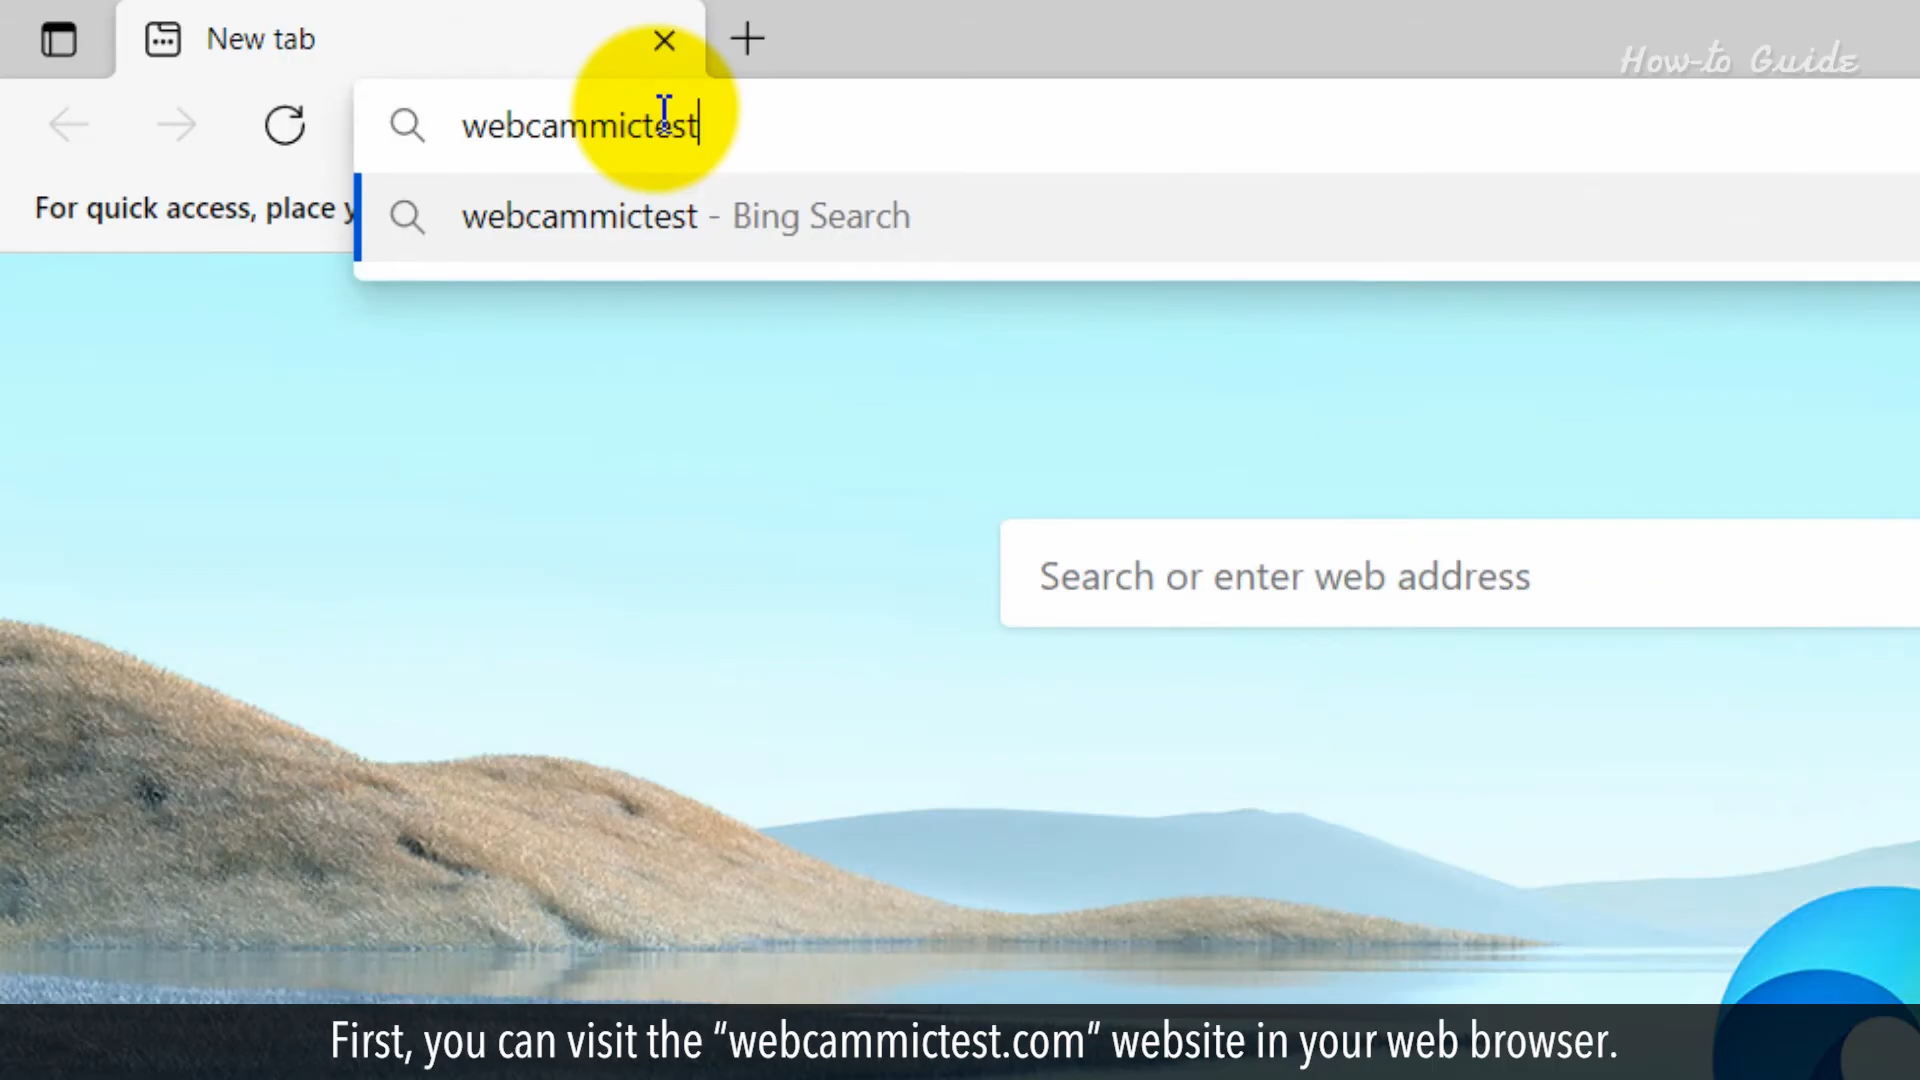 New tab
How-to Guide
webcammictest
For quick access, place y
webcammictest - Bing Search
Search or enter web address
First, you can visit the “webcammictest.com” website in your web browser.